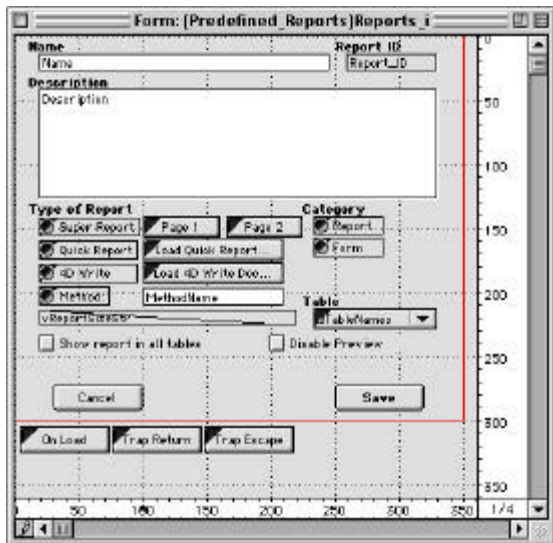 Form: [Predefined_Reports]Reports_i
Name
Report ID
Name
Report_ID
Description
Description
Type of Report
Category
Super Report
Page 1
Page 2
Report
Quick Report
Load Quick Report...
Form
4D Write
Load 4D Write Doc...
Method:
MethodName
Table
vReportSizeStr
TableNames
Show report in all tables
Disable Preview
Cancel
Save
On Load
Trap Return
Trap Escape
0
50
100
150
200
250
300
350
50
100
150
200
250
300
350
1/4